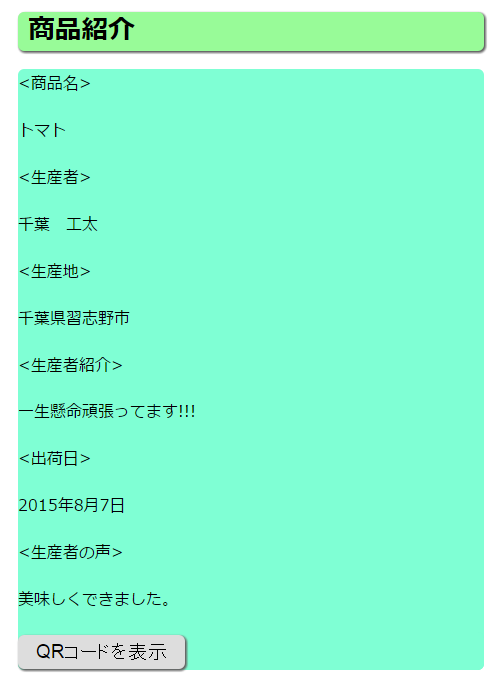 商品紹介
<商品名>
トマト
<生産者>
千葉　工太
<生産地>
千葉県習志野市
<生産者紹介>
一生懸命頑張ってます!!!
<出荷日>
2015年8月7日
<生産者の声>
美味しくできました。
QRコードを表示